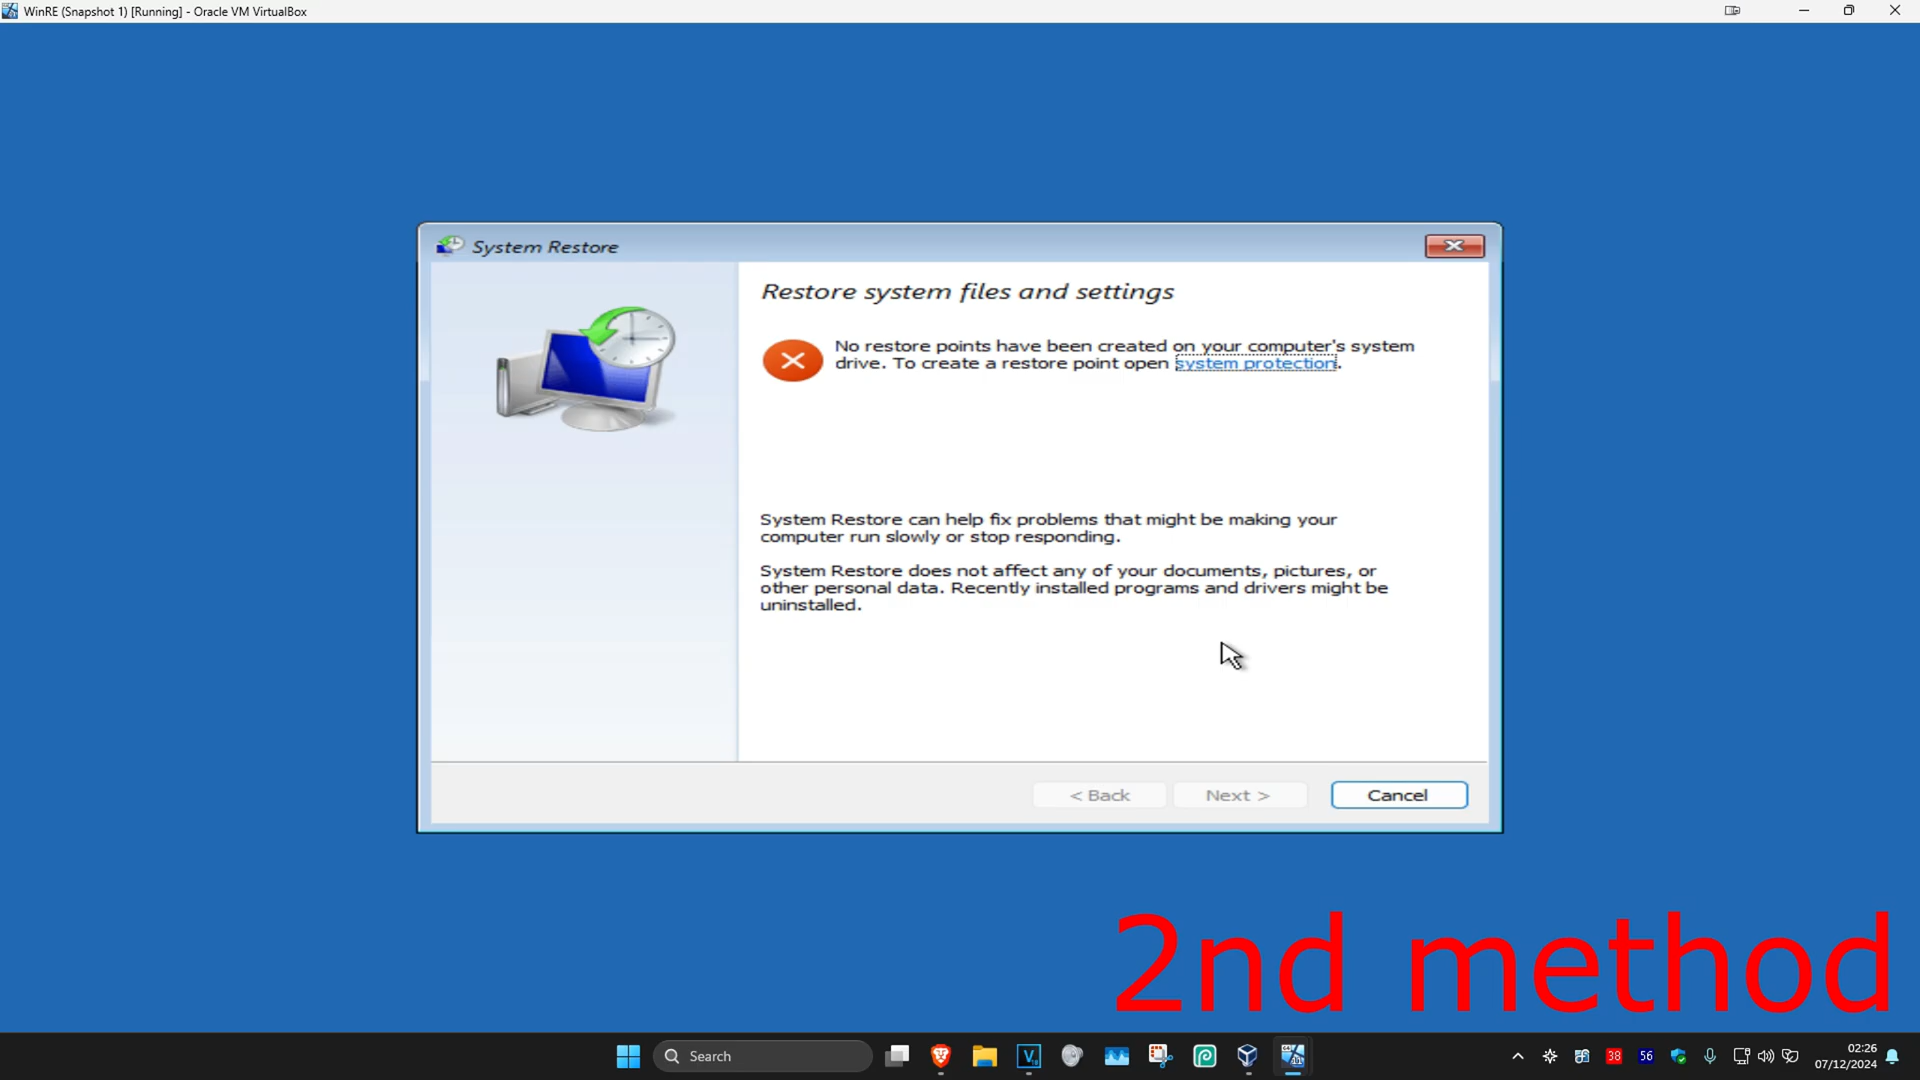 WinRE (Snapshot 1) [Running] - Oracle VM VirtualBox
System Restore
Restore system files and settings
No restore points have been created on your computer's system
drive. To create a restore point open system protection.
System Restore can help fix problems that might be making your
computer run slowly or stop responding.
System Restore does not affect any of your documents, pictures, or
other personal data. Recently installed programs and drivers might be
uninstalled.
< Back
Next >
Cancel
2nd method
Search
38
56
02:26
07/12/2024